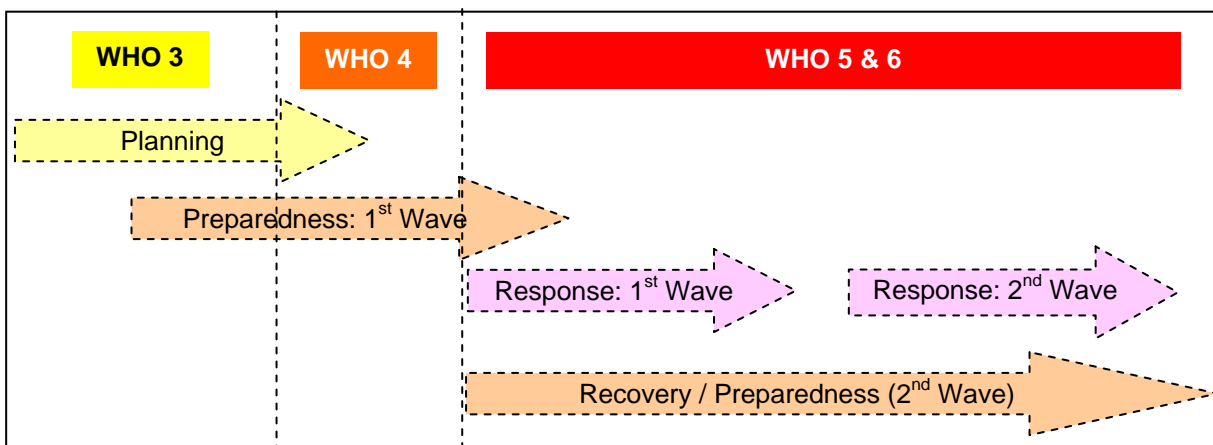 WHO 3
WHO 4
WHO 5 & 6
Planning
Preparedness: 1st Wave
Response: 1st Wave
Response: 2nd Wave
Recovery / Preparedness (2nd Wave)